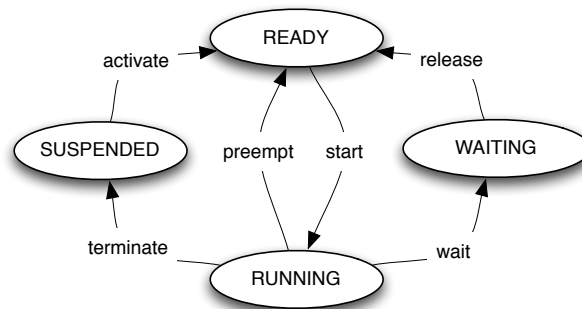 READY
activate
release
SUSPENDED
preempt
start
WAITING
terminate
wait
RUNNING